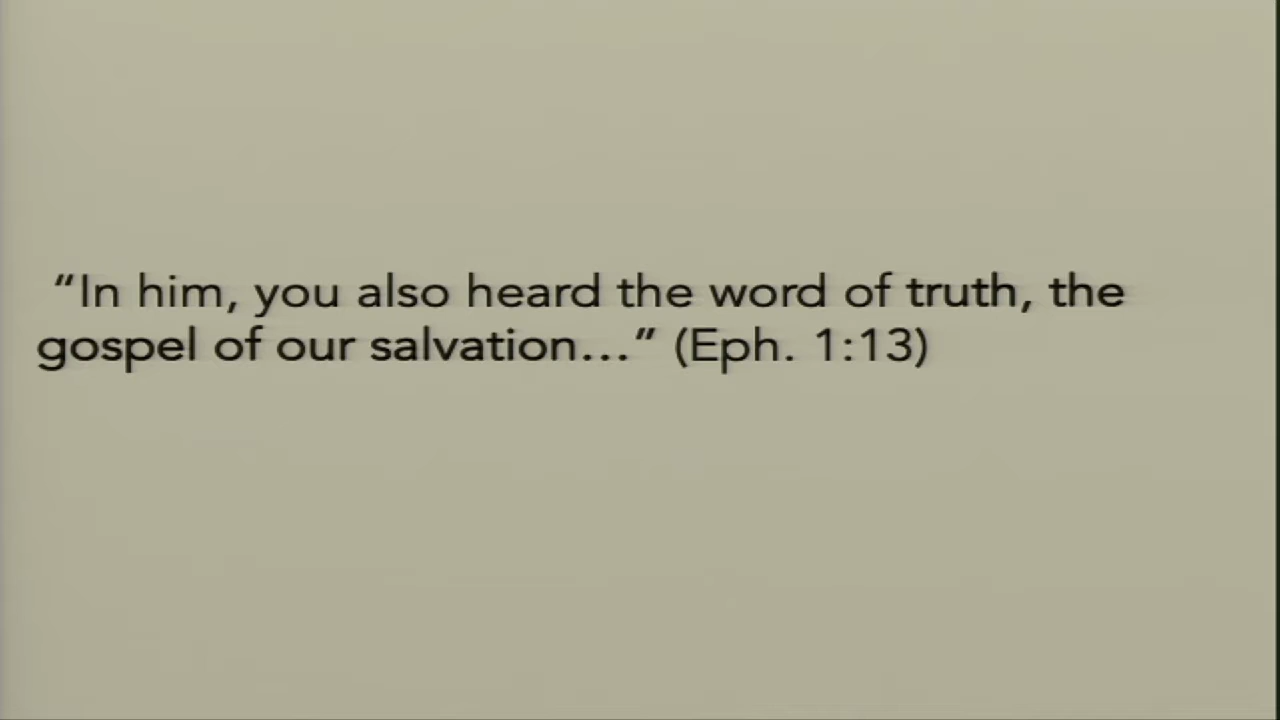 “In him, you also heard the word of truth, the
gospel of our salvation…” (Eph. 1:13)